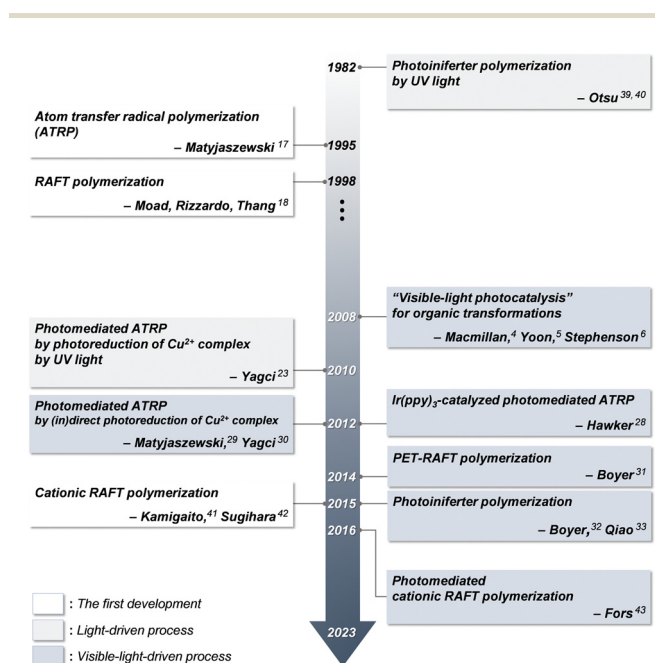 1982
Photoiniferter polymerization
by UV light
– Otsu 39, 40
Atom transfer radical polymerization
(ATRP)
– Matyjaszewski 17
1995
RAFT polymerization
– Moad, Rizzardo, Thang 18
1998
2008
"Visible-light photocatalysis"
for organic transformations
– Macmillan,4 Yoon,5 Stephenson 6
Photomediated ATRP
by photoreduction of Cu2+ complex
by UV light
– Yagci 23
2010
Photomediated ATRP
by (in)direct photoreduction of Cu2+ complex
– Matyjaszewski,29 Yagci 30
2012
Ir(ppy)3-catalyzed photomediated ATRP
– Hawker 28
2014
PET-RAFT polymerization
– Boyer 31
Cationic RAFT polymerization
– Kamigaito,41 Sugihara 42
2015
Photoiniferter polymerization
– Boyer,32 Qiao 33
2016
Photomediated
cationic RAFT polymerization
– Fors 43
2023
: The first development
: Light-driven process
: Visible-light-driven process